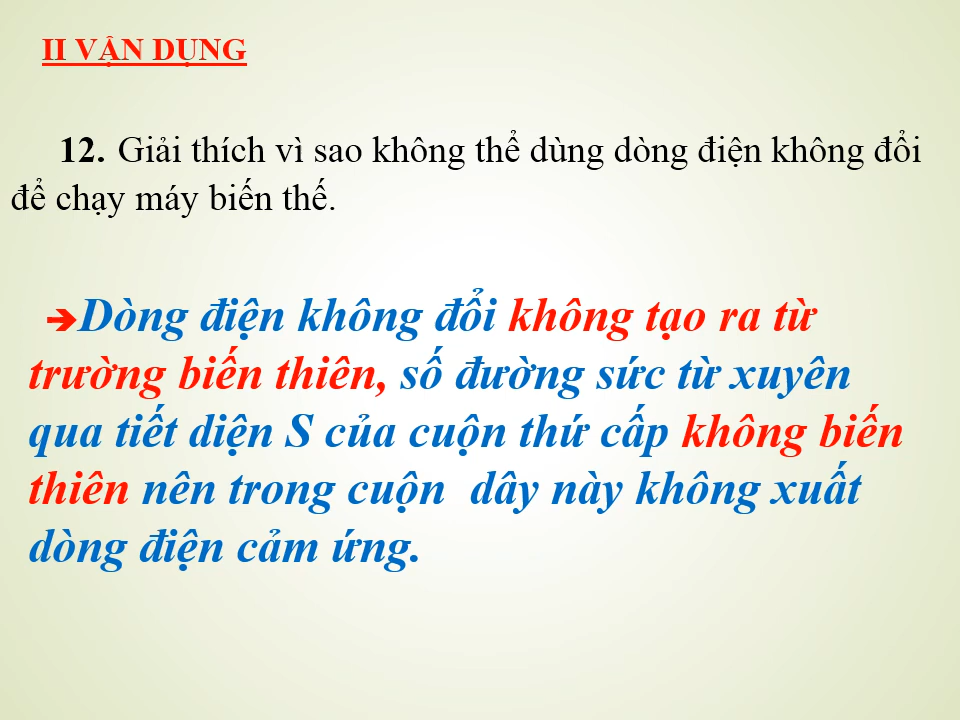 II VẬN DỤNG
12. Giải thích vì sao không thể dùng dòng điện không đổi
để chạy máy biến thế.
➔Dòng điện không đổi không tạo ra từ
trường biến thiên, số đường sức từ xuyên
qua tiết diện S của cuộn thứ cấp không biến
thiên nên trong cuộn dây này không xuất
dòng điện cảm ứng.